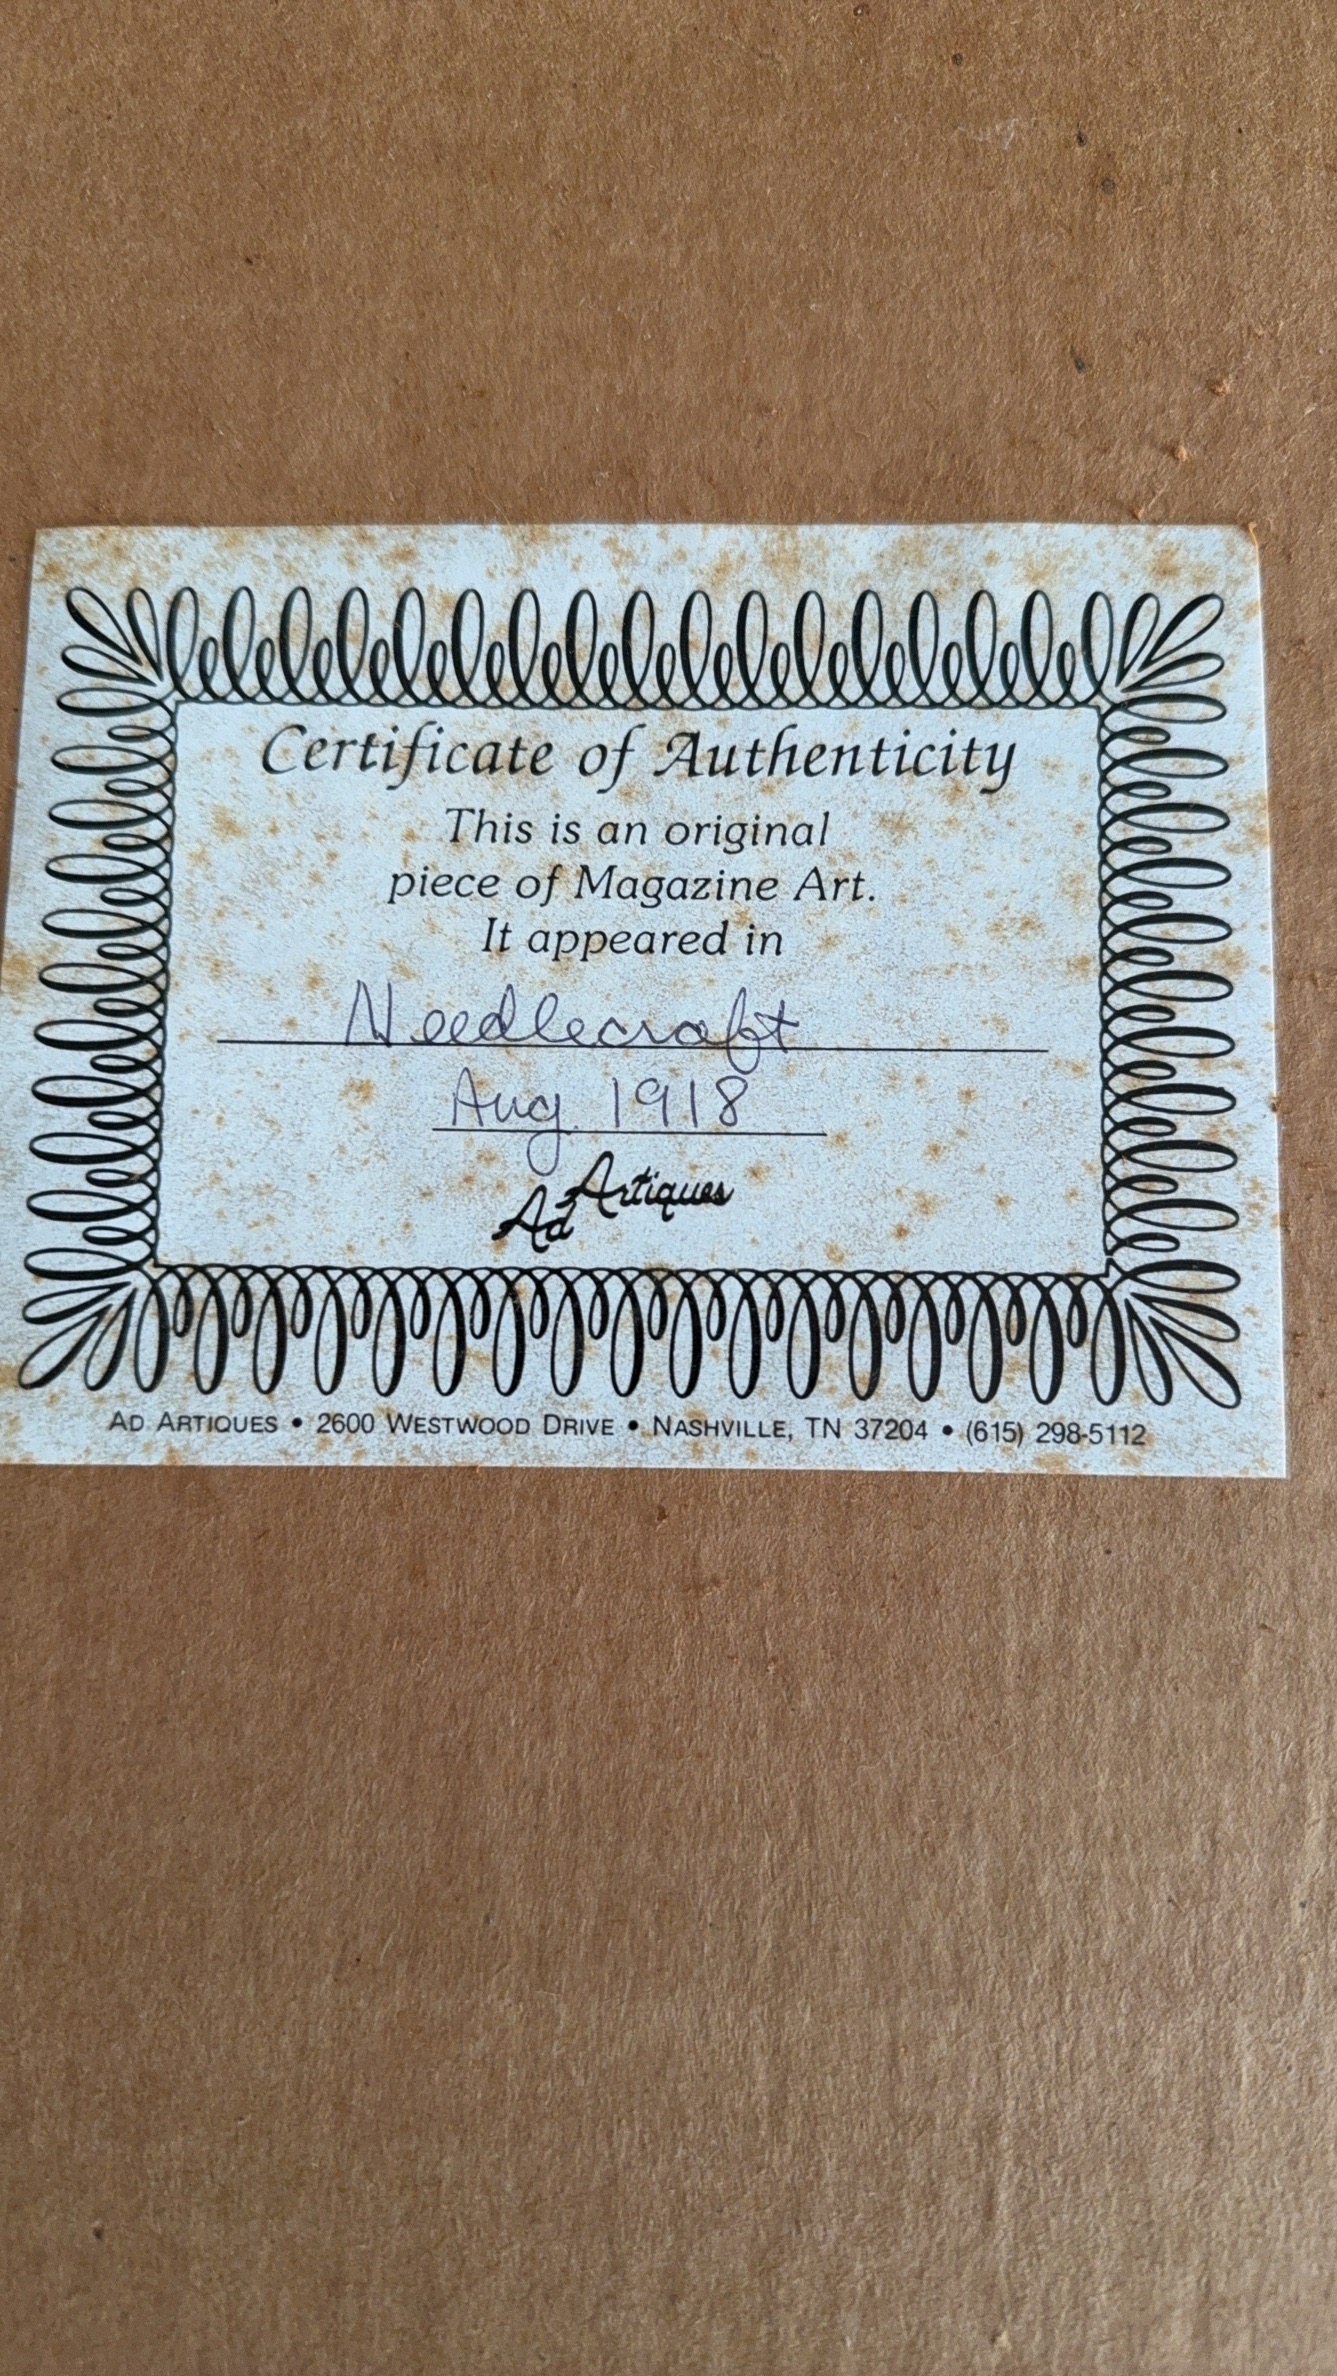 Certificate of Authenticity
This is an original
piece of Magazine Art.
It appeared in
Needlecraft
Aug. 1918
Ad Artiques
AD ARTIQUES • 2600 WESTWOOD DRIVE • NASHVILLE, TN 37204 • (615) 298-5112